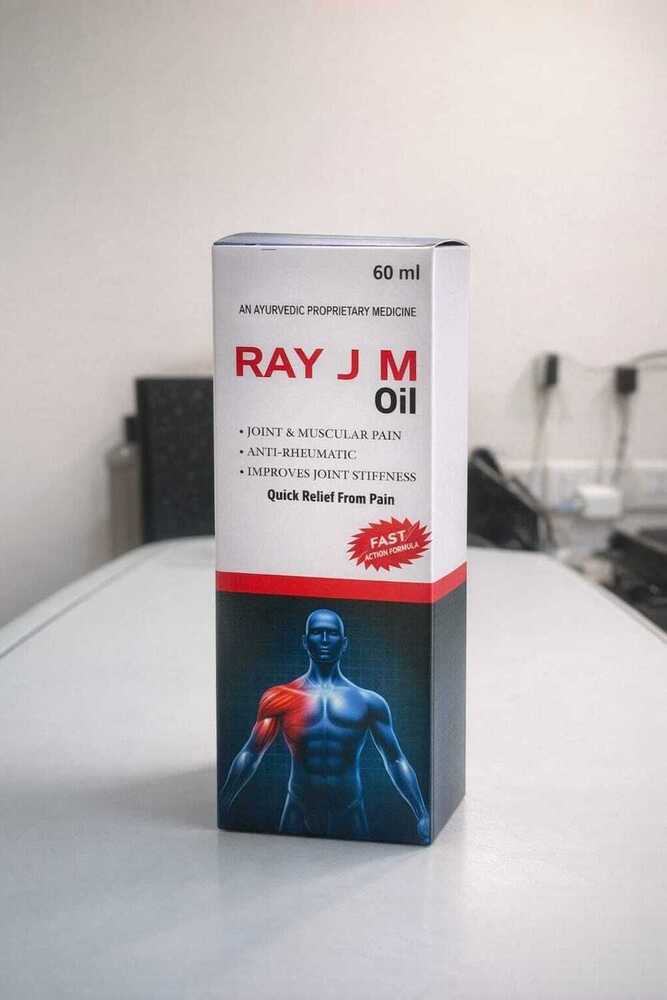 60 ml
AN AYURVEDIC PROPRIETARY MEDICINE
RAY J M
Oil
• JOINT & MUSCULAR PAIN
• ANTI-RHEUMATIC
• IMPROVES JOINT STIFFNESS
Quick Relief From Pain
FAST
ACTION FORMULA